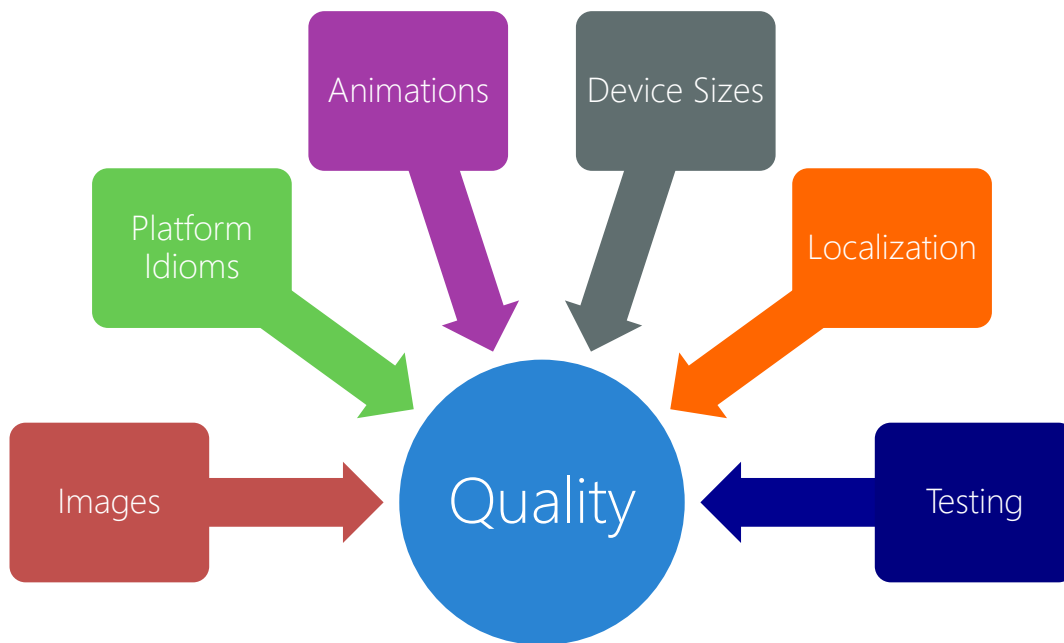 Animations
Device Sizes
Platform
Idioms
Localization
Images
Quality
Testing